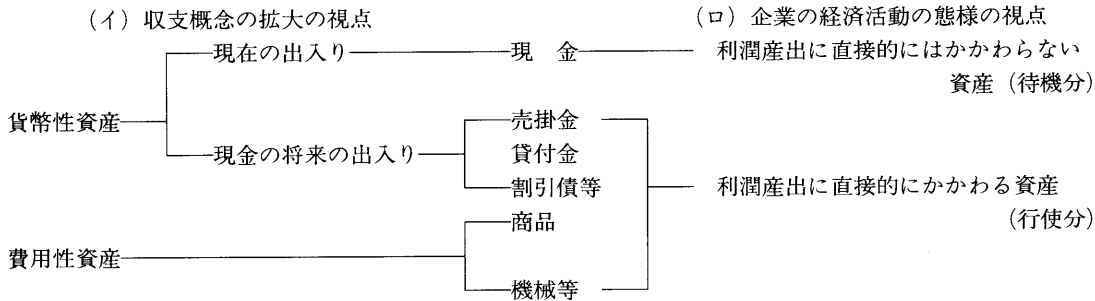 （イ）収支概念の拡大の視点
（ロ）企業の経済活動の態様の視点
現在の出入り
現　金
利潤産出に直接的にはかかわらない
資産（待機分）
貨幣性資産
売掛金
現金の将来の出入り
貸付金
割引債等
利潤産出に直接的にかかわる資産
（行使分）
商品
費用性資産
機械等